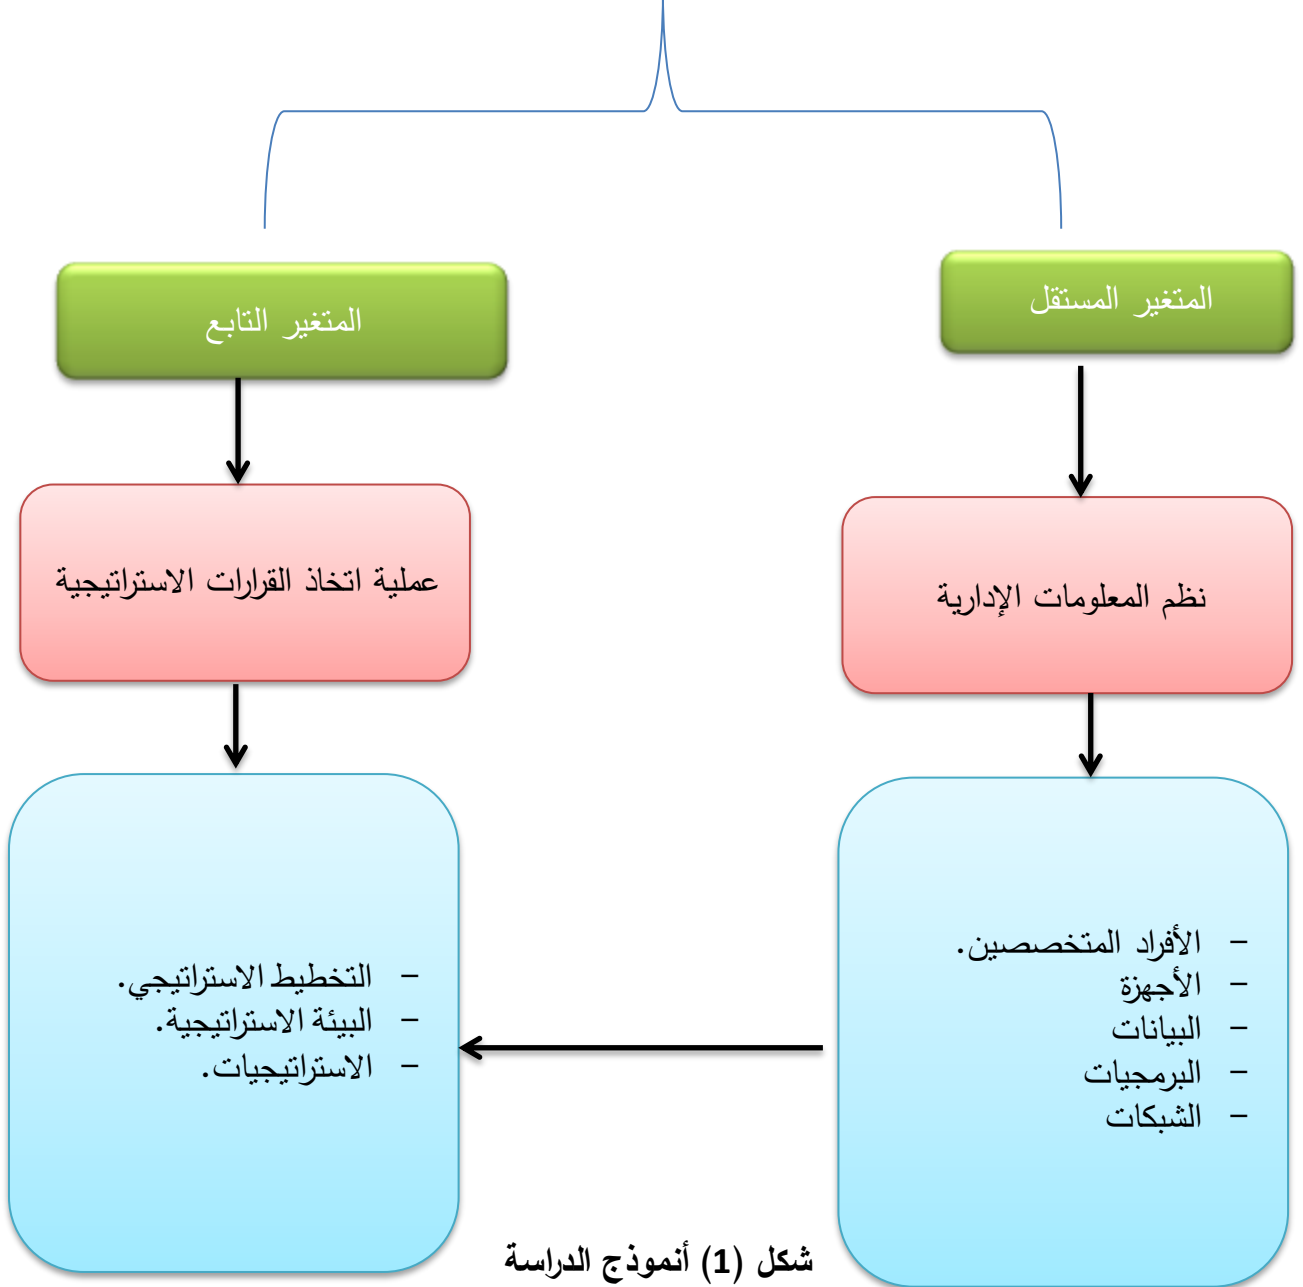 المتغير المستقل
المتغير التابع
نظم المعلومات الإدارية
عملية اتخاذ القرارات الاستراتيجية
- الأفراد المتخصصين.
- الأجهزة
- البيانات
- البرمجيات
- الشبكات
- التخطيط الاستراتيجي.
- البيئة الاستراتيجية.
- الاستراتيجيات.
شكل (1) أنموذج الدراسة